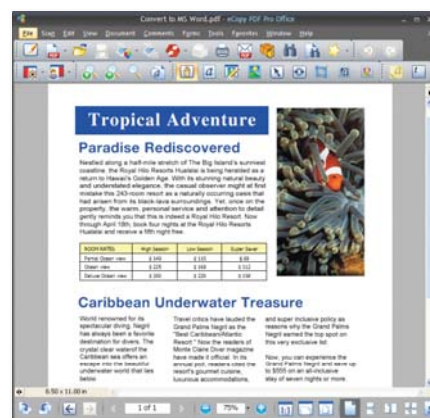 Convert to MS Word.pdf - eCopy PDF Pro Office
File Scan Edit View Document Comments Forms Tools Favorites Window Help
Tropical Adventure
Paradise Rediscovered
Nestled along a half-mile stretch of The Big Island's sunniest
coastline, the Royal Hilo Resorts Hualate is being heralded as a
return to Hawaii's Golden Age. With its stunning natural beauty
and understated elegance, the casual observer might at first
mistake this 243-room resort as a naturally occurring oasis that
had arisen from its black-lava surroundings. Yet, once on the
property, the warm, personal service and attention to detail
gently reminds you that this is indeed a Royal Hilo Resort. Now
through April 19th, book four nights at the Royal Hilo Resorts
Hualate and receive a fifth night free.
ROOM RATES: High Season Low Season Super Saver
Partial Ocean view
Ocean view
Deluxe Ocean view
Caribbean Underwater Treasure
World renowned for its
spectacular diving, Negril
has always been a favorite
destination for divers. The
crystal clear water of the
Caribbean sea offers an
escape into the beautiful
underwater world that lies
below.
Travel critics have lauded the
Grand Palms Negril as the
"Best Caribbean/Atlantic
Resort." Now the readers of
Monte Claire Diver magazine
have made it official. In its
annual poll, readers cited the
resort's gourmet cuisine,
luxurious accommodations,
and super inclusive policy as
reasons why the Grand Palms
Negril earned the top spot on
this very exclusive list.
Now, you can experience the
Grand Palms Negril and save up
to $555 on an all-inclusive
stay of seven nights or more.
8.50 x 11.00 in
1 of 1
75%